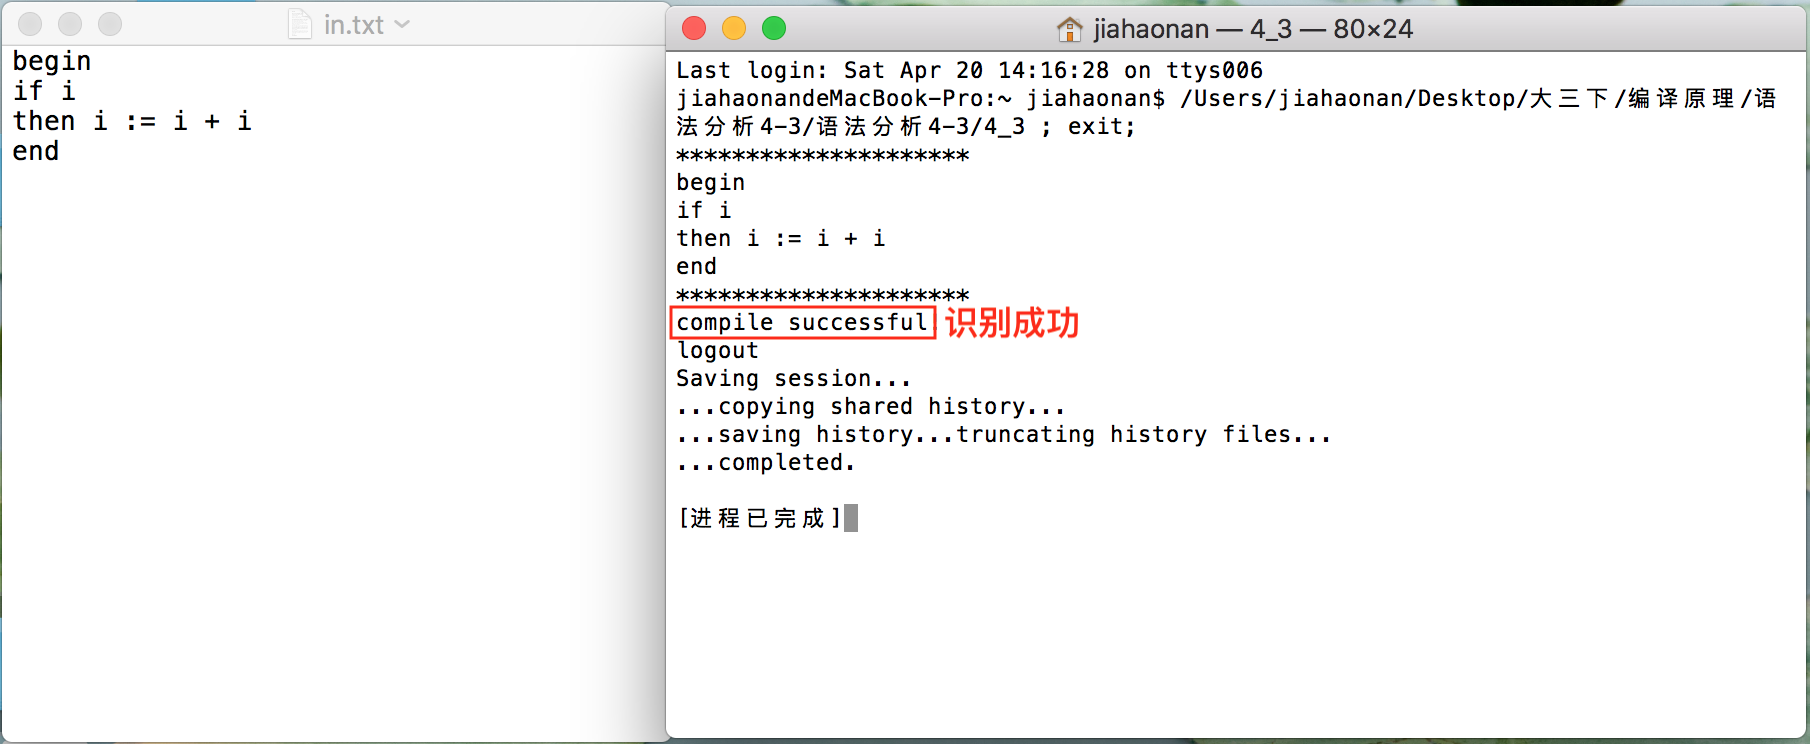 in.txt
begin
if i
then i := i + i
end
jiahaonan — 4_3 — 80×24
Last login: Sat Apr 20 14:16:28 on ttys006
jiahaonandeMacBook-Pro:~ jiahaonan$ /Users/jiahaonan/Desktop/大三下/编译原理/语
法分析4-3/语法分析4-3/4_3 ; exit;
*********************
begin
if i
then i := i + i
end
*********************
compile successful 识别成功
logout
Saving session...
...copying shared history...
...saving history...truncating history files...
...completed.
[进程已完成]